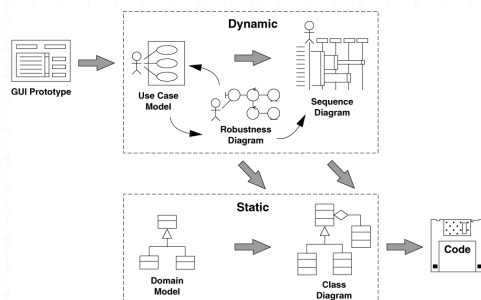 Dynamic
GUI Prototype
Use Case
Model
Robustness
Diagram
Sequence
Diagram
Static
Domain
Model
Class
Diagram
Code